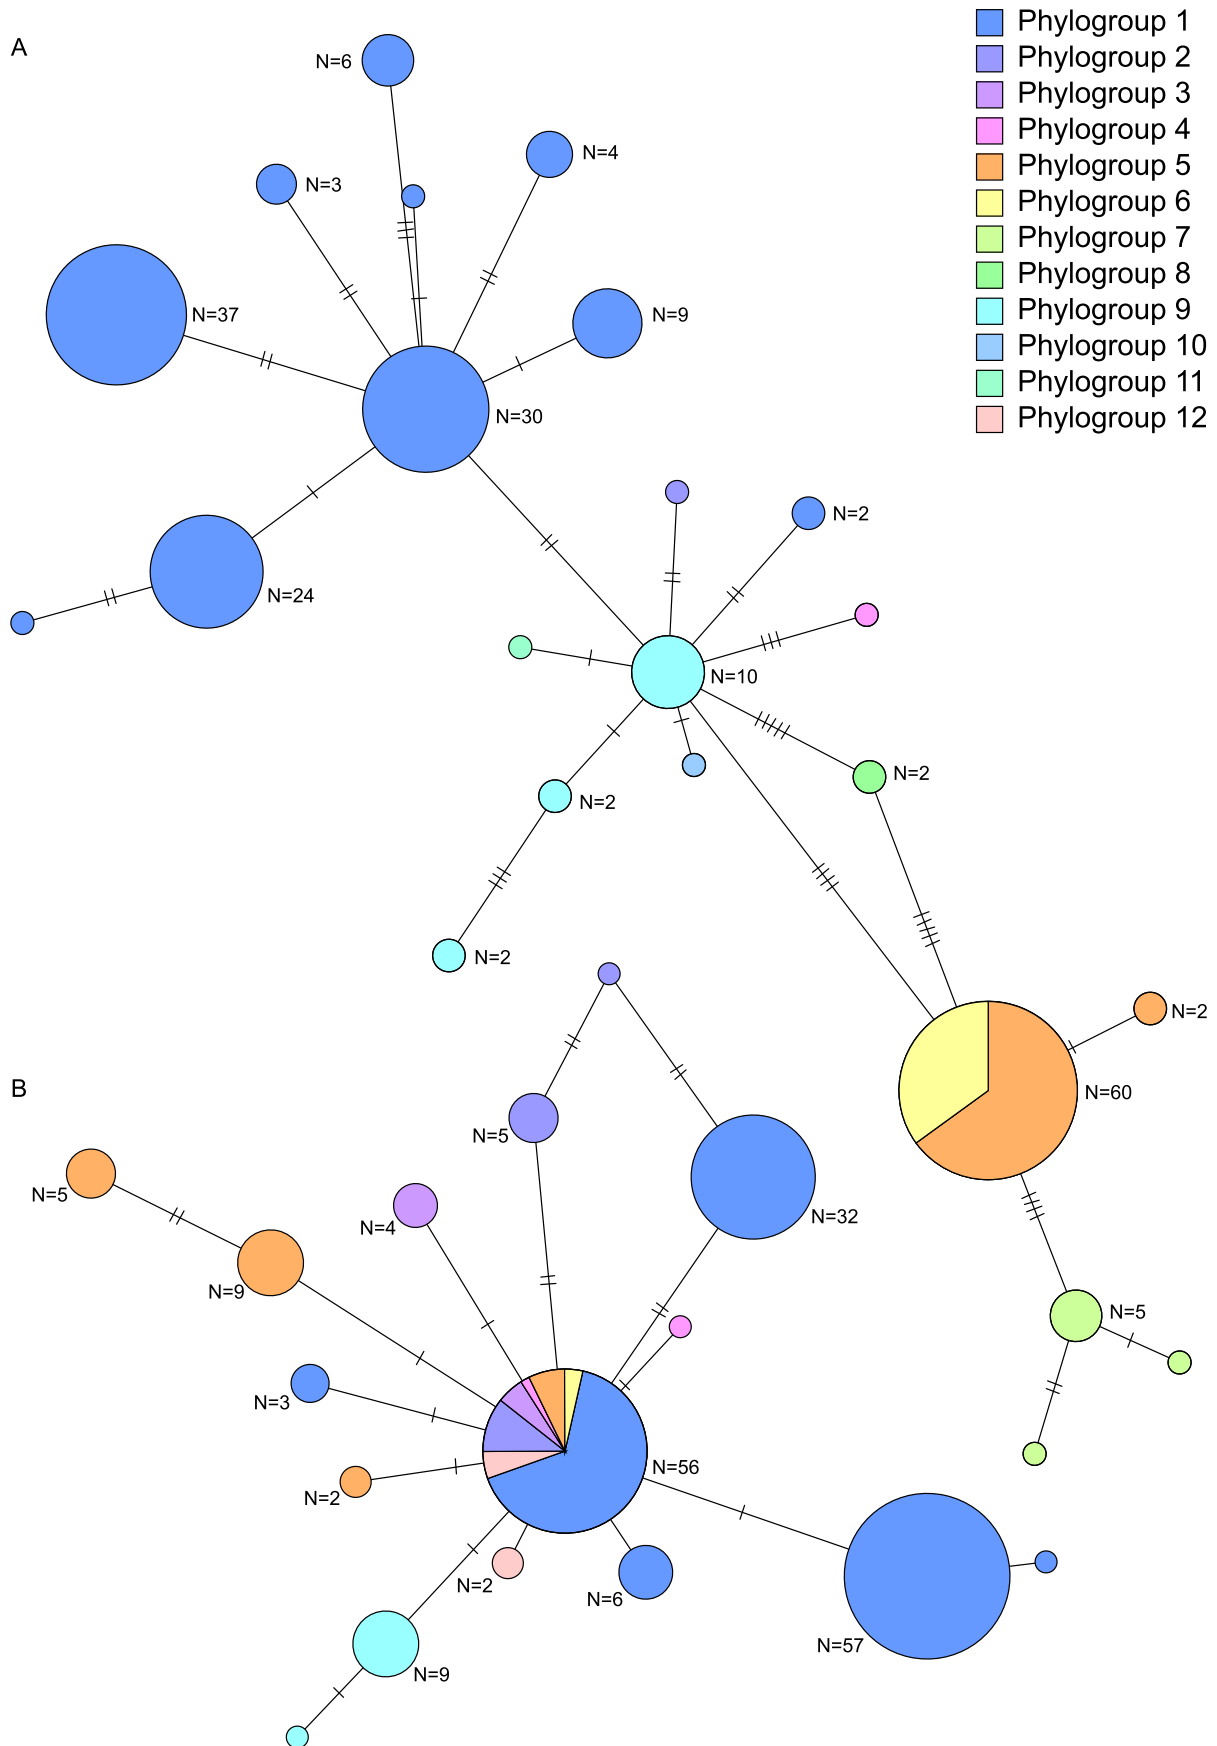 A
Phylogroup 1
Phylogroup 2
Phylogroup 3
Phylogroup 4
Phylogroup 5
Phylogroup 6
Phylogroup 7
Phylogroup 8
Phylogroup 9
Phylogroup 10
Phylogroup 11
Phylogroup 12
N=6
N=4
N=3
N=37
N=9
N=30
N=24
N=2
N=10
N=2
N=2
N=2
N=2
N=60
N=5
B
N=5
N=5
N=4
N=32
N=9
N=3
N=56
N=2
N=2
N=6
N=57
N=9